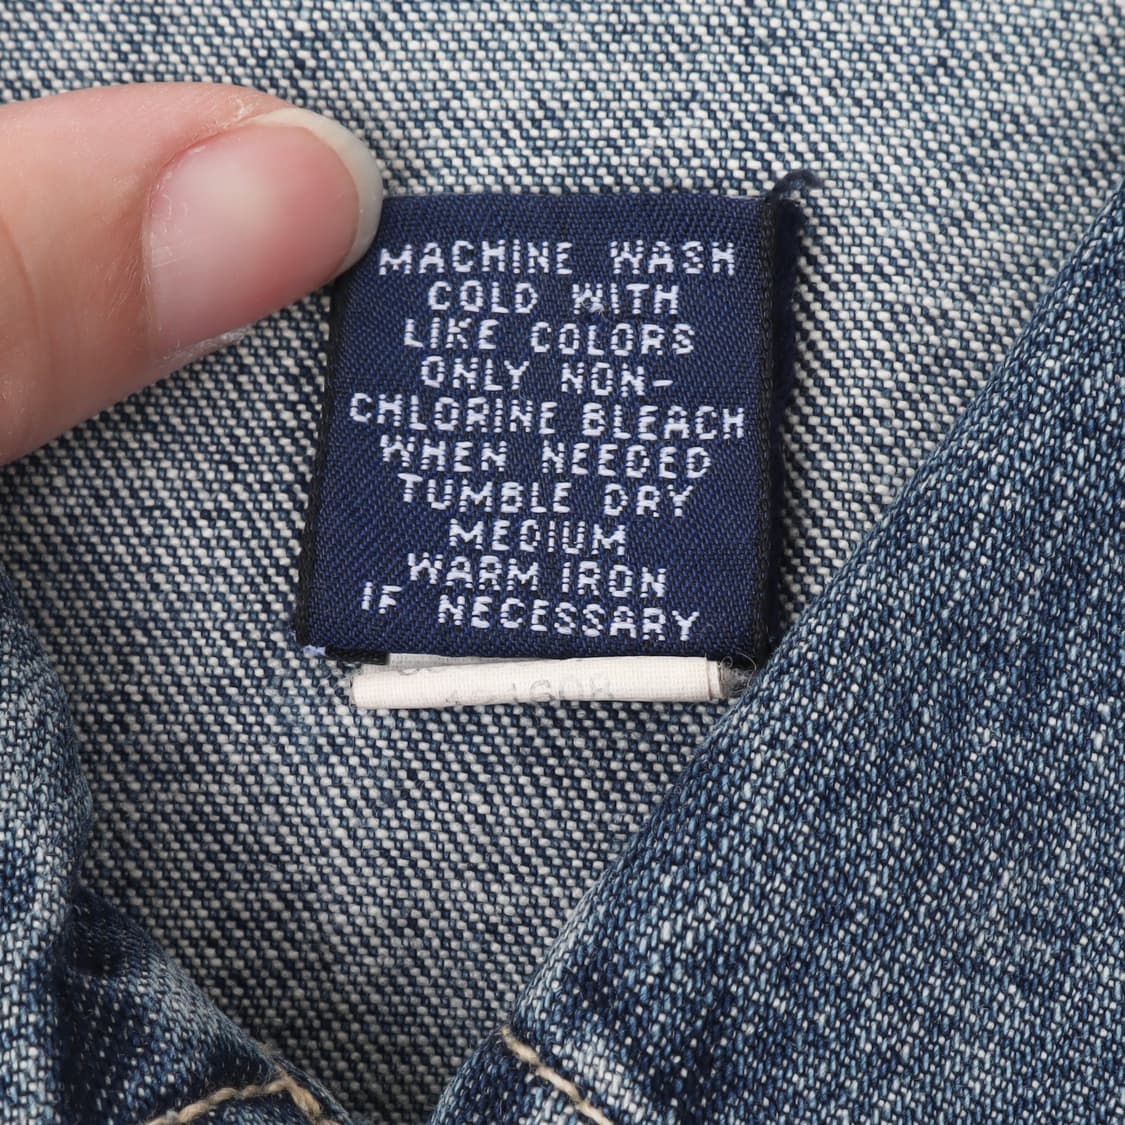 MACHINE WASH
COLD WITH
LIKE COLORS
ONLY NON-
CHLORINE BLEACH
WHEN NEEDED
TUMBLE DRY
MEDIUM
WARM IRON
IF NECESSARY